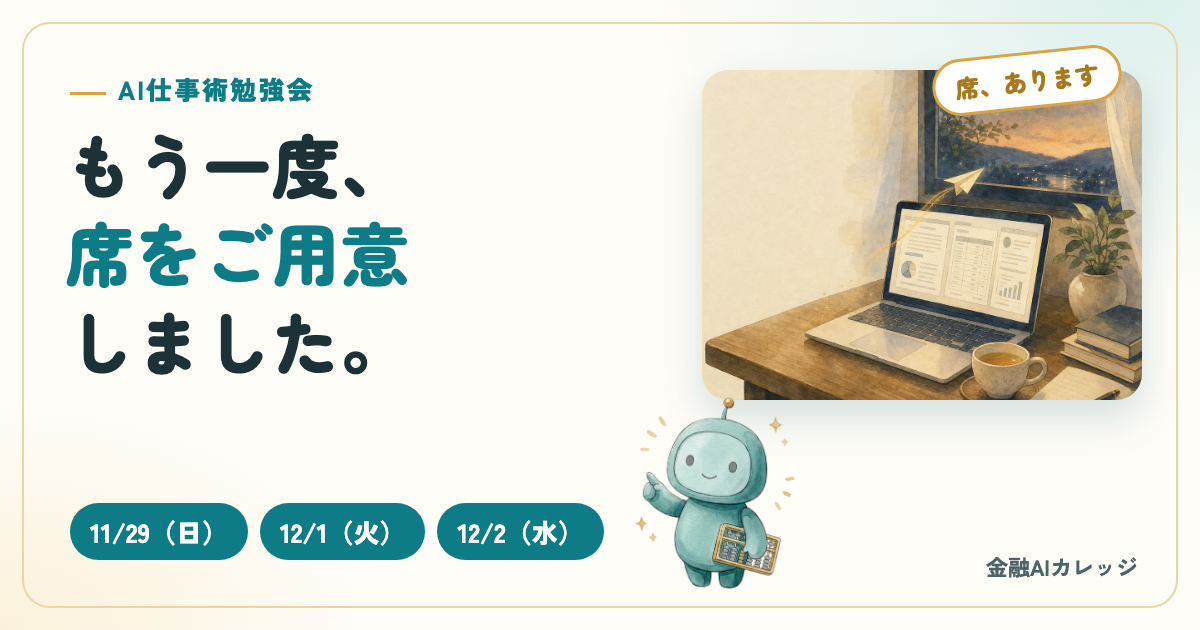 AI仕事術勉強会
もう一度、
席をご用意
しました。
席、あります
11/29（日）
12/1（火）
12/2（水）
金融AIカレッジ